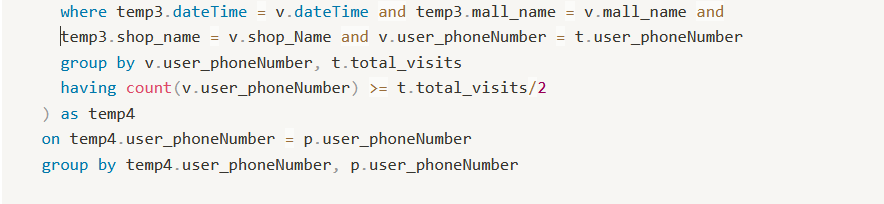 where temp3.dateTime = v.dateTime and temp3.mall_name = v.mall_name and
temp3.shop_name = v.shop_Name and v.user_phoneNumber = t.user_phoneNumber
group by v.user_phoneNumber, t.total_visits
having count(v.user_phoneNumber) >= t.total_visits/2
) as temp4
on temp4.user_phoneNumber = p.user_phoneNumber
group by temp4.user_phoneNumber, p.user_phoneNumber